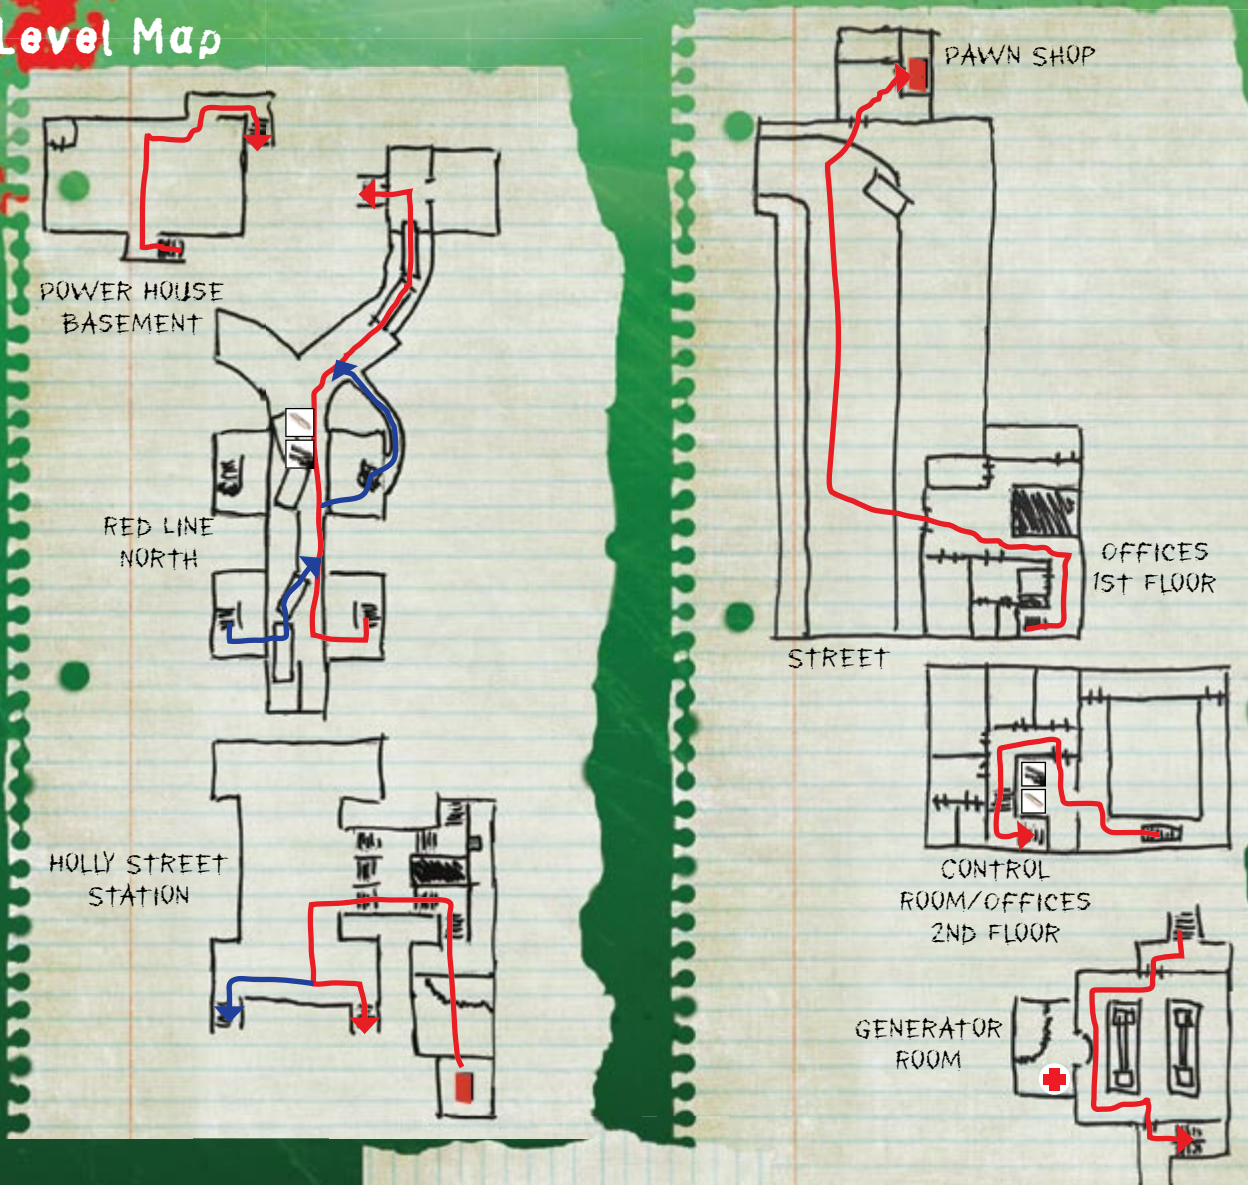 Level Map
POWER HOUSE
BASEMENT
RED LINE
NORTH
HOLLY STREET
STATION
PAWN SHOP
OFFICES
1ST FLOOR
STREET
CONTROL
ROOM/OFFICES
2ND FLOOR
GENERATOR
ROOM